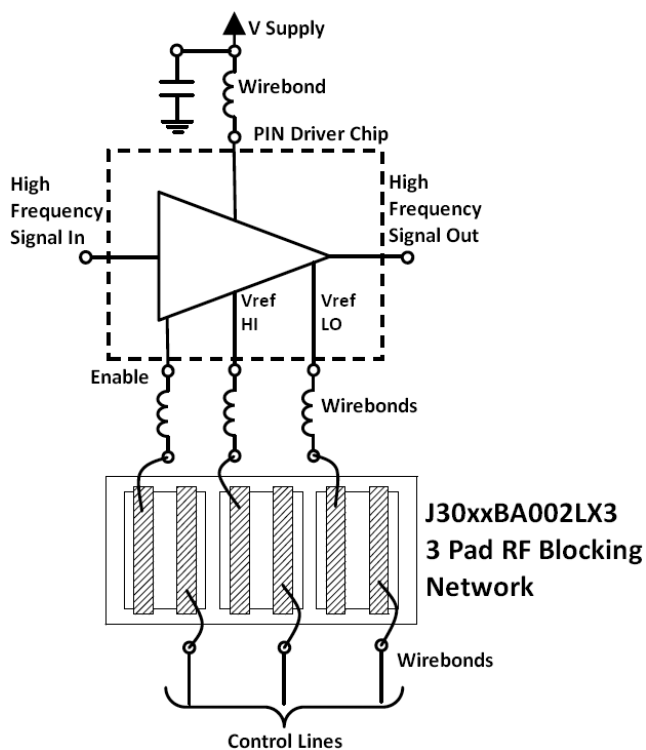 V Supply
Wirebond
PIN Driver Chip
High
Frequency
Signal In
High
Frequency
Signal Out
Vref
HI
Vref
LO
Enable
Wirebonds
J30xxBA002LX3
3 Pad RF Blocking
Network
Wirebonds
Control Lines